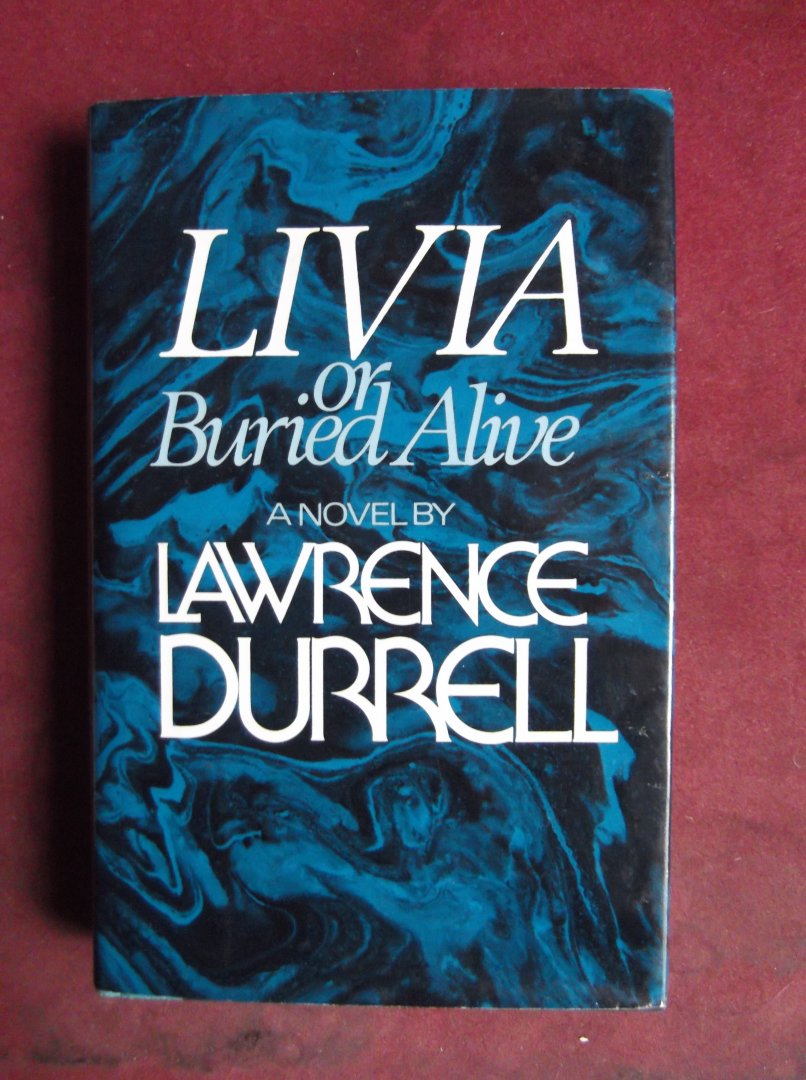 LIVIA
or
Buried Alive
A NOVEL BY
LAWRENCE
DURRELL